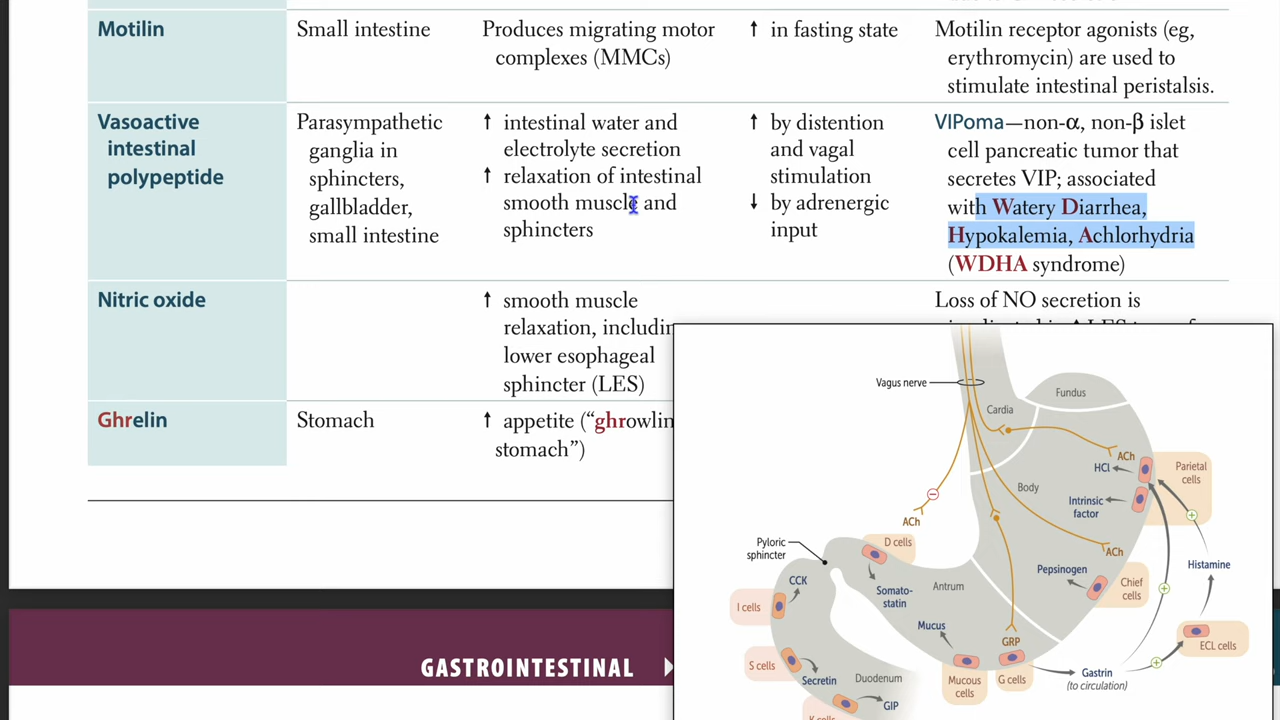 Motilin
Small intestine
Produces migrating motor
complexes (MMCs)
↑ in fasting state
Motilin receptor agonists (eg,
erythromycin) are used to
stimulate intestinal peristalsis.
Vasoactive
intestinal
polypeptide
Parasympathetic
ganglia in
sphincters,
gallbladder,
small intestine
↑ intestinal water and
electrolyte secretion
↑ relaxation of intestinal
smooth muscle and
sphincters
↑ by distention
and vagal
stimulation
↓ by adrenergic
input
VIPoma—non-α, non-β islet
cell pancreatic tumor that
secretes VIP; associated
with Watery Diarrhea,
Hypokalemia, Achlorhydria
(WDHA syndrome)
Nitric oxide
↑ smooth muscle
relaxation, includin
lower esophageal
sphincter (LES)
Loss of NO secretion is
Ghrelin
Stomach
↑ appetite (“ghrowlin
stomach”)
GASTROINTESTINAL
Vagus nerve
Fundus
Cardia
ACh
HCl
Parietal
cells
Body
Intrinsic
factor
ACh
Pyloric
sphincter
D cells
ACh
Histamine
CCK
Somato-
statin
Antrum
Pepsinogen
Chief
cells
I cells
Mucus
GRP
ECL cells
S cells
Secretin
Duodenum
Mucous
cells
G cells
Gastrin
(to circulation)
GIP